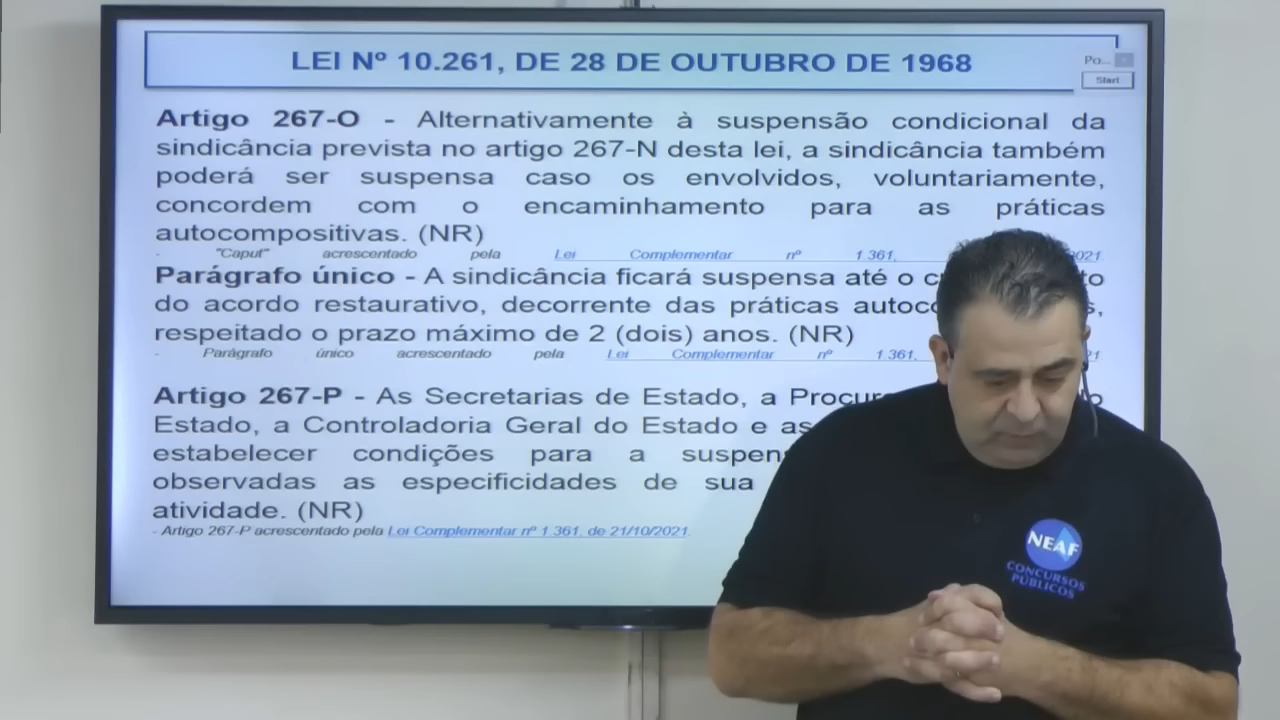 LEI Nº 10.261, DE 28 DE OUTUBRO DE 1968
Po...
Start
Artigo 267-O - Alternativamente à suspensão condicional da
sindicância prevista no artigo 267-N desta lei, a sindicância também
poderá ser suspensa caso os envolvidos, voluntariamente,
concordem com o encaminhamento para as práticas
autocompositivas. (NR)
- "Caput" acrescentado pela Lei Complementar nº 1.361, 021
Parágrafo único - A sindicância ficará suspensa até o to
do acordo restaurativo, decorrente das práticas
respeitado o prazo máximo de 2 (dois) anos. (NR)
- Parágrafo único acrescentado pela Lei Complementar nº 1.361,
Artigo 267-P - As Secretarias de Estado, a
Estado, a Controladoria Geral do Estado e as
estabelecer condições para a
observadas as especificidades de sua
atividade. (NR)
- Artigo 267-P acrescentado pela Lei Complementar nº 1.361, de 21/10/2021.
NEAF
CONCURSOS
PÚBLICOS